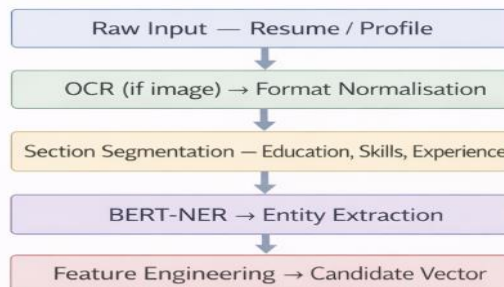 Raw Input — Resume / Profile
OCR (if image) → Format Normalisation
Section Segmentation – Education, Skills, Experience
BERT-NER → Entity Extraction
Feature Engineering → Candidate Vector